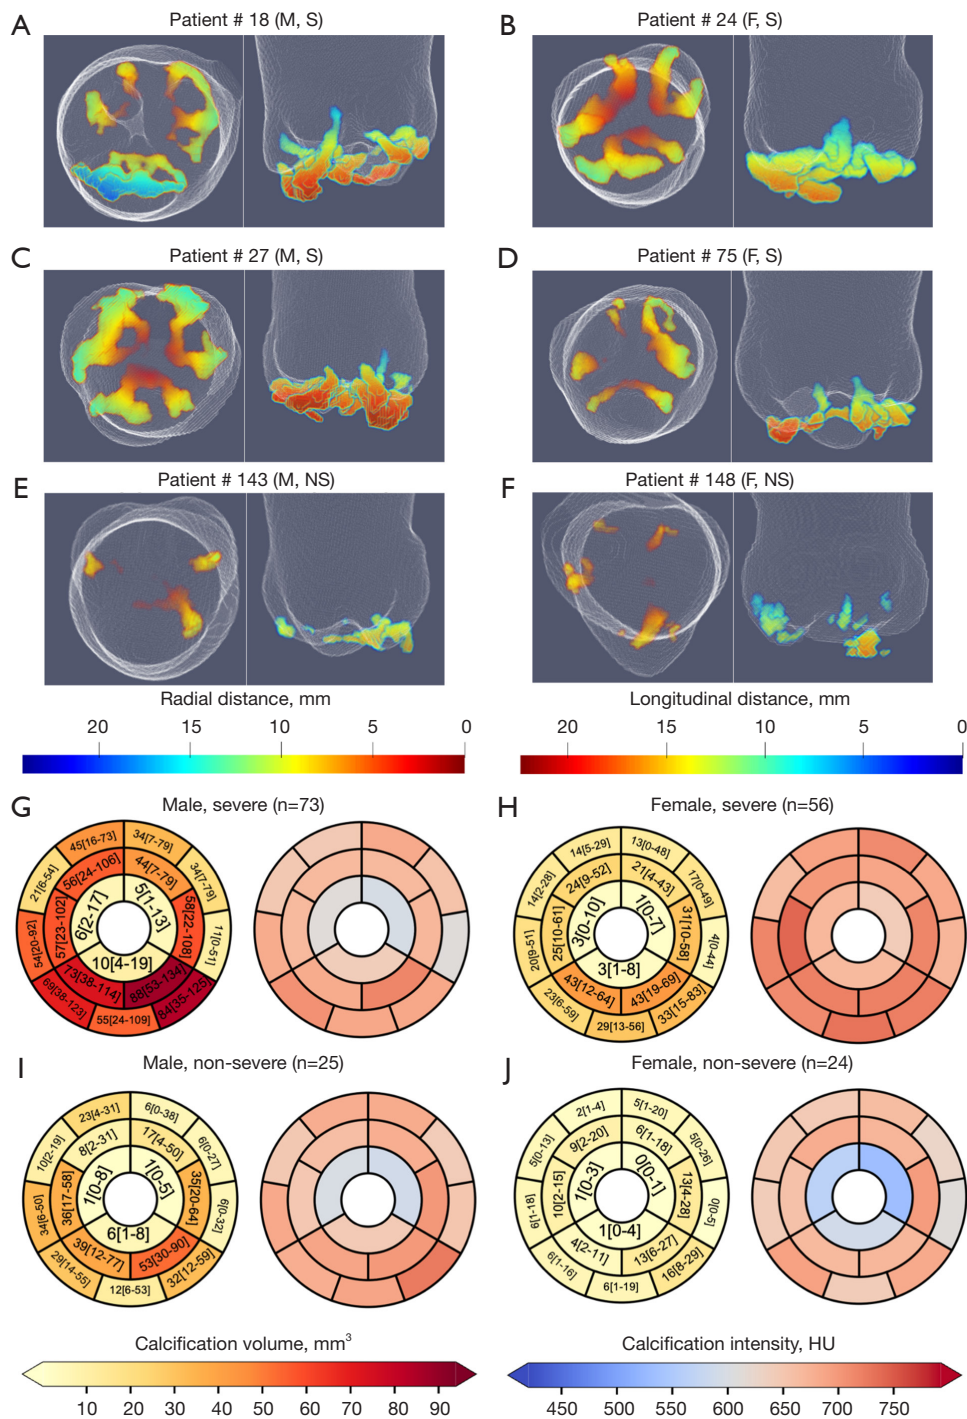 A
Patient # 18 (M, S)
B
Patient # 24 (F, S)
C
Patient # 27 (M, S)
D
Patient # 75 (F, S)
E
Patient # 143 (M, NS)
F
Patient # 148 (F, NS)
Radial distance, mm
20 15 10 5 0
Longitudinal distance, mm
20 15 10 5 0
G
Male, severe (n=73)
45[16-73]
34[7-79]
21[6-54]
56[24-106]
44[7-79]
34[7-79]
6[2-17]
5[1-13]
54[20-92]
57[23-102]
58[22-108]
11[0-51]
10[4-19]
73[38-114]
88[53-134]
69[38-123]
84[35-125]
55[24-109]
H
Female, severe (n=56)
14[5-29]
13[0-48]
14[2-28]
24[9-52]
21[4-43]
17[0-49]
3[0-10]
1[0-7]
20[9-51]
25[10-61]
31[10-58]
4[0-44]
3[1-8]
43[12-64]
43[19-69]
23[6-59]
33[15-83]
29[13-56]
I
Male, non-severe (n=25)
23[4-31]
6[0-38]
10[2-19]
8[2-31]
17[4-50]
6[0-27]
1[0-8]
1[0-5]
34[6-50]
36[17-58]
35[20-64]
6[0-32]
6[1-8]
39[12-77]
53[30-90]
29[14-55]
32[12-59]
12[6-53]
J
Female, non-severe (n=24)
2[1-4]
5[1-20]
5[0-13]
9[2-20]
6[1-18]
5[0-26]
1[0-3]
0[0-1]
6[1-18]
10[2-15]
13[4-28]
0[0-5]
1[0-4]
4[2-11]
13[6-27]
6[1-16]
16[8-29]
6[1-19]
Calcification volume, mm³
10 20 30 40 50 60 70 80 90
Calcification intensity, HU
450 500 550 600 650 700 750